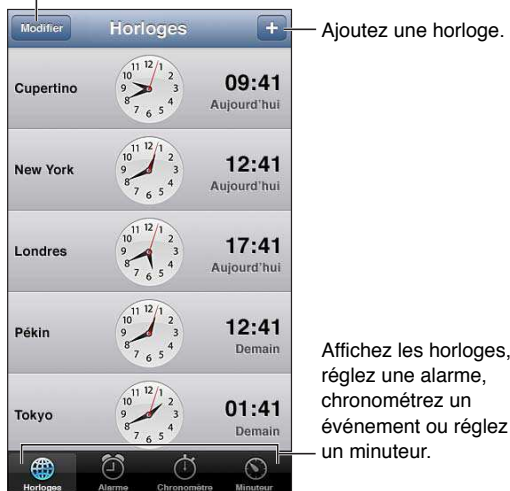 Modifier Horloges +
Ajoutez une horloge.
Cupertino 09:41
Aujourd'hui
New York 12:41
Aujourd'hui
Londres 17:41
Aujourd'hui
Pékin 12:41
Demain
Tokyo 01:41
Demain
Affichez les horloges,
réglez une alarme,
chronométrez un
événement ou réglez
un minuteur.
Horloges Alarme Chronomètre Minuteur